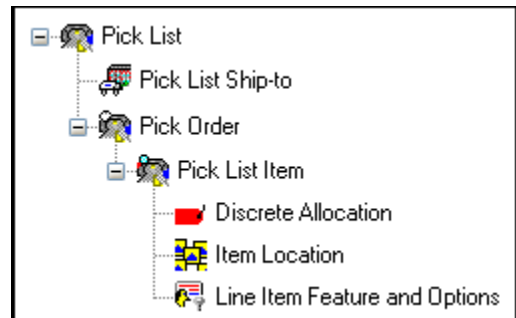 Pick List
Pick List Ship-to
Pick Order
Pick List Item
Discrete Allocation
Item Location
Line Item Feature and Options